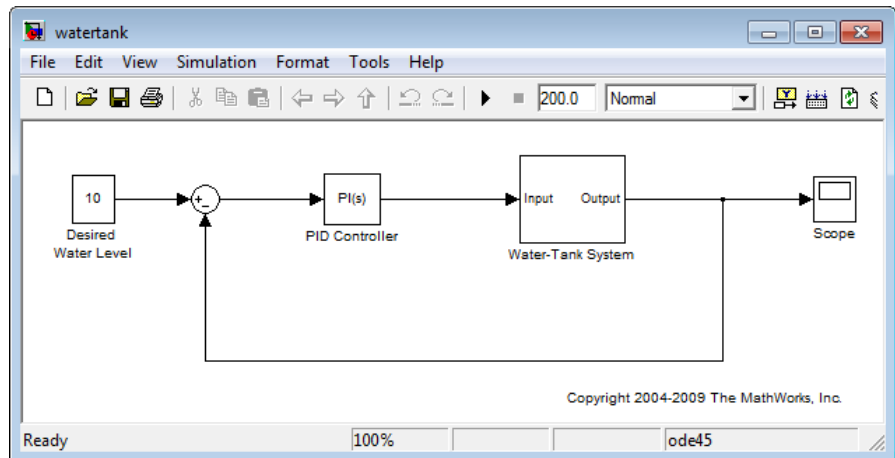 watertank
File Edit View Simulation Format Tools Help
200.0 Normal
10
+
-
PI(s)
Input Output
Desired
Water Level
PID Controller
Water-Tank System
Scope
Copyright 2004-2009 The MathWorks, Inc.
Ready 100% ode45